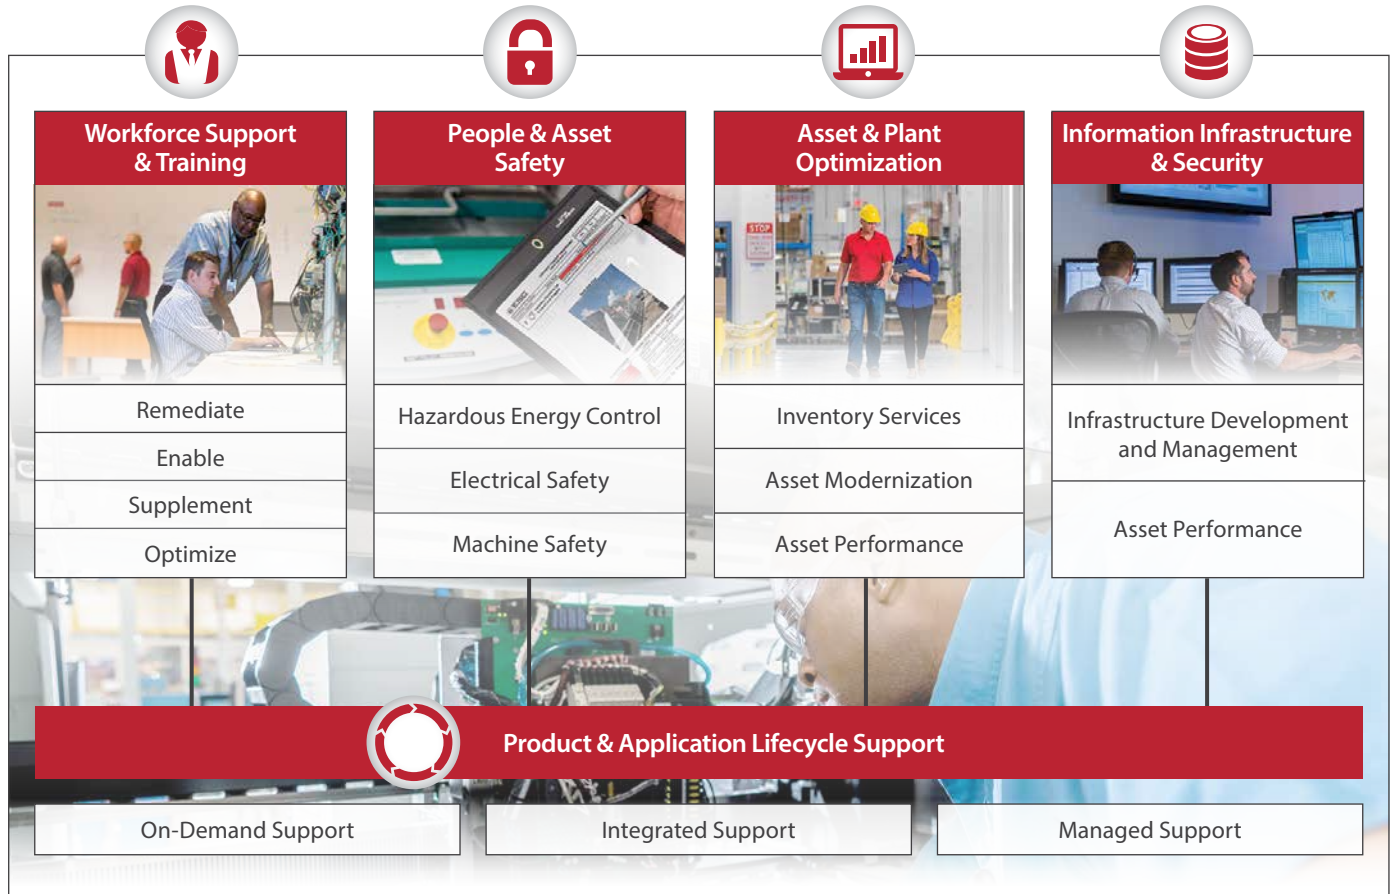 Workforce Support
& Training
People & Asset
Safety
Asset & Plant
Optimization
Information Infrastructure
& Security
STOP
Remediate
Enable
Supplement
Optimize
Hazardous Energy Control
Electrical Safety
Machine Safety
Inventory Services
Asset Modernization
Asset Performance
Infrastructure Development
and Management
Asset Performance
Product & Application Lifecycle Support
On-Demand Support
Integrated Support
Managed Support